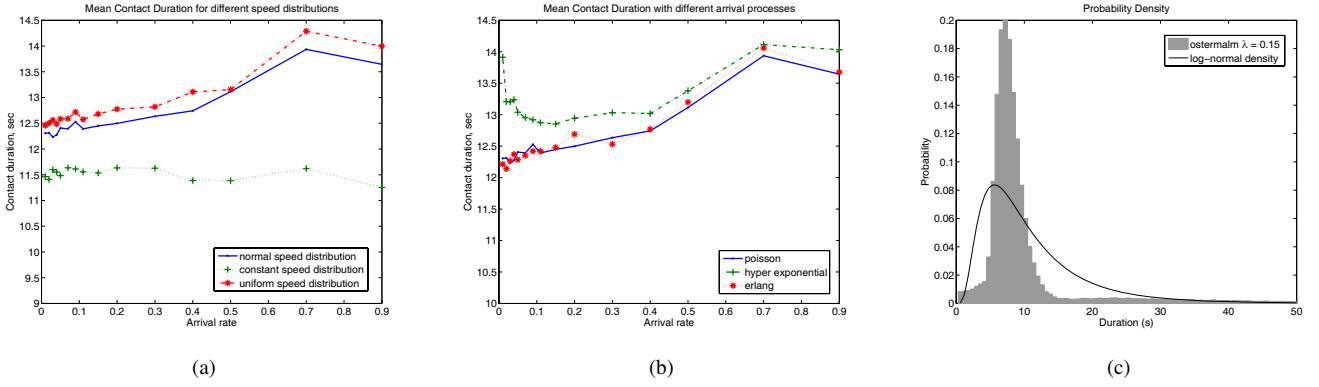 Mean Contact Duration for different speed distributions
14.5
14
13.5
13
12.5
12
11.5
11
10.5
10
9.5
9
Contact duration, sec
0 0.1 0.2 0.3 0.4 0.5 0.6 0.7 0.8 0.9
Arrival rate
normal speed distribution
constant speed distribution
uniform speed distribution
(a)
Mean Contact Duration with different arrival processes
14.5
14
13.5
13
12.5
12
11.5
11
10.5
10
Contact duration, sec
0 0.1 0.2 0.3 0.4 0.5 0.6 0.7 0.8 0.9
Arrival rate
poisson
hyper exponential
erlang
(b)
Probability Density
0.2
0.18
0.16
0.14
0.12
0.1
0.08
0.06
0.04
0.02
0
Probability
0 10 20 30 40 50
Duration (s)
ostermalm λ = 0.15
log−normal density
(c)